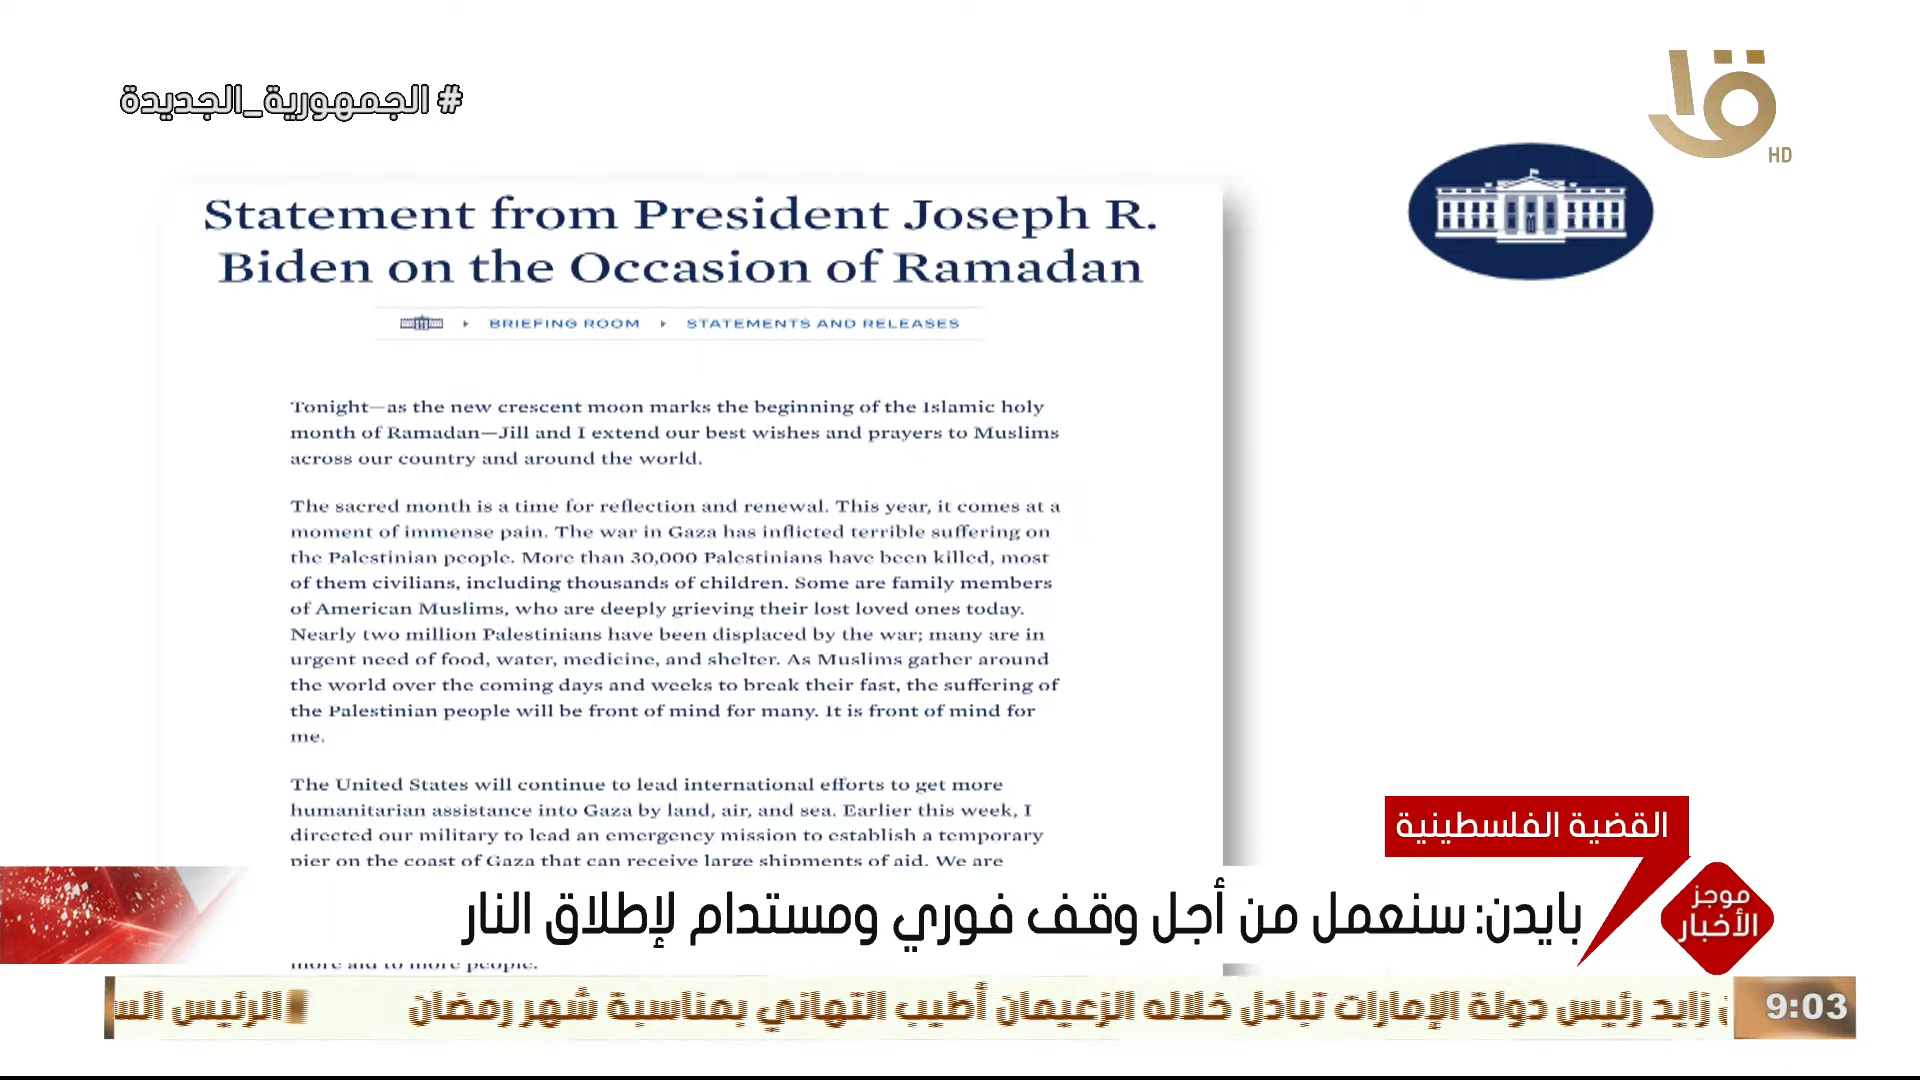 # الجمهورية_الجديدة
HD
Statement from President Joseph R.
Biden on the Occasion of Ramadan
BRIEFING ROOM STATEMENTS AND RELEASES
Tonight—as the new crescent moon marks the beginning of the Islamic holy
month of Ramadan—Jill and I extend our best wishes and prayers to Muslims
across our country and around the world.
The sacred month is a time for reflection and renewal. This year, it comes at a
moment of immense pain. The war in Gaza has inflicted terrible suffering on
the Palestinian people. More than 30,000 Palestinians have been killed, most
of them civilians, including thousands of children. Some are family members
of American Muslims, who are deeply grieving their lost loved ones today.
Nearly two million Palestinians have been displaced by the war; many are in
urgent need of food, water, medicine, and shelter. As Muslims gather around
the world over the coming days and weeks to break their fast, the suffering of
the Palestinian people will be front of mind for many. It is front of mind for
me.
The United States will continue to lead international efforts to get more
humanitarian assistance into Gaza by land, air, and sea. Earlier this week, I
directed our military to lead an emergency mission to establish a temporary
pier on the coast of Gaza that can receive large shipments of aid. We are
القضية الفلسطينية
موجز
الأخبار
بايدن: سنعمل من أجل وقف فوري ومستدام لإطلاق النار
more aid to more people.
زايد رئيس دولة الإمارات تبادل خلاله الزعيمان أطيب التهاني بمناسبة شهر رمضان
الرئيس
9:03